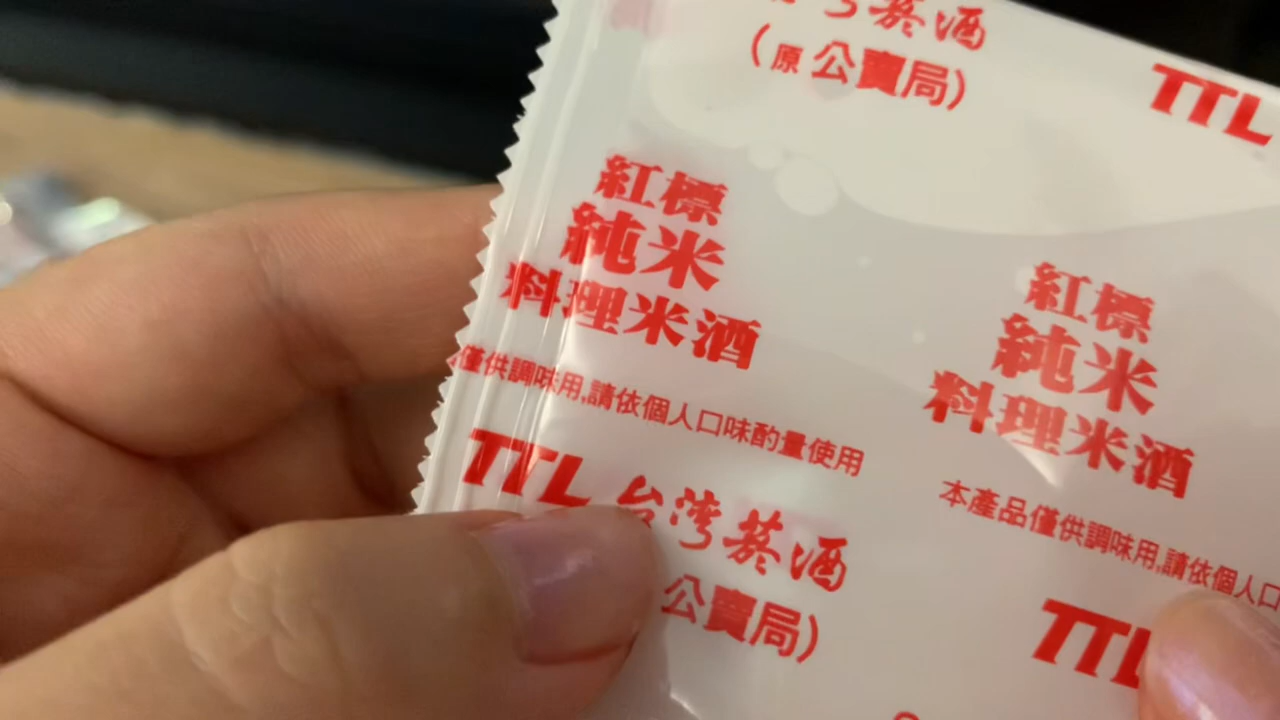 菸酒
(原公賣局)
TTL
紅標
純米
料理米酒
僅供調味用,請依個人口味酌量使用
TTL 台灣菸酒
公賣局)
紅標
純米
料理米酒
本產品僅供調味用,請依個人口
TTL